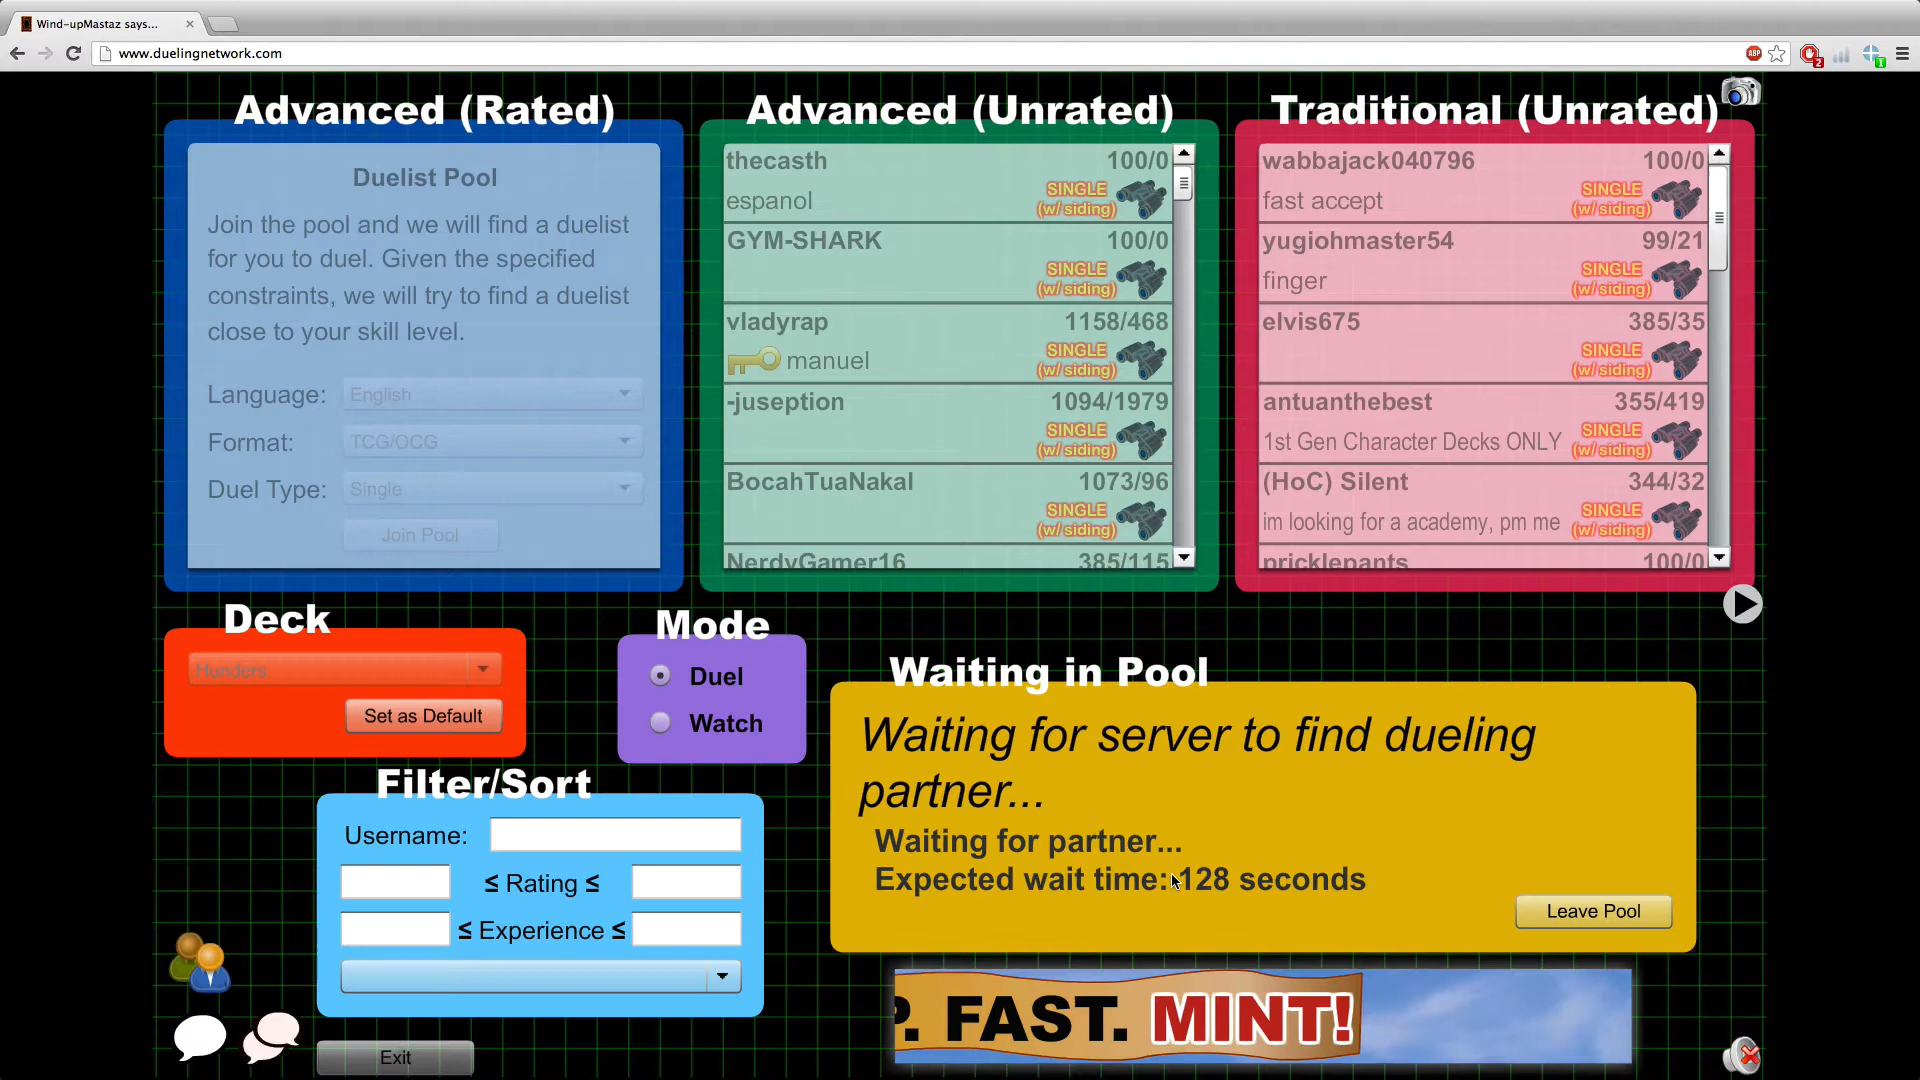 Wind-upMastaz says...
www.duelingnetwork.com
ABP
2
1
Advanced (Rated)
Duelist Pool
Join the pool and we will find a duelist
for you to duel. Given the specified
constraints, we will try to find a duelist
close to your skill level.
Language: English
Format: TCG/OCG
Duel Type: Single
Join Pool
Advanced (Unrated)
thecasth 100/0
espanol SINGLE
(w/ siding)
GYM-SHARK 100/0
SINGLE
(w/ siding)
vladyrap 1158/468
manuel SINGLE
(w/ siding)
-juseption 1094/1979
SINGLE
(w/ siding)
BocahTuaNakal 1073/96
SINGLE
(w/ siding)
NerdyGamer16 385/115
Traditional (Unrated)
wabbajack040796 100/0
fast accept SINGLE
(w/ siding)
yugiohmaster54 99/21
finger SINGLE
(w/ siding)
elvis675 385/35
SINGLE
(w/ siding)
antuanthebest 355/419
1st Gen Character Decks ONLY SINGLE
(w/ siding)
(HoC) Silent 344/32
im looking for a academy, pm me SINGLE
(w/ siding)
pricklepants 100/0
Deck
Hunders
Set as Default
Mode
Duel
Watch
Filter/Sort
Username:
≤ Rating ≤
≤ Experience ≤
Exit
Waiting in Pool
Waiting for server to find dueling
partner...
Waiting for partner...
Expected wait time: 128 seconds
Leave Pool
P. FAST. MINT!